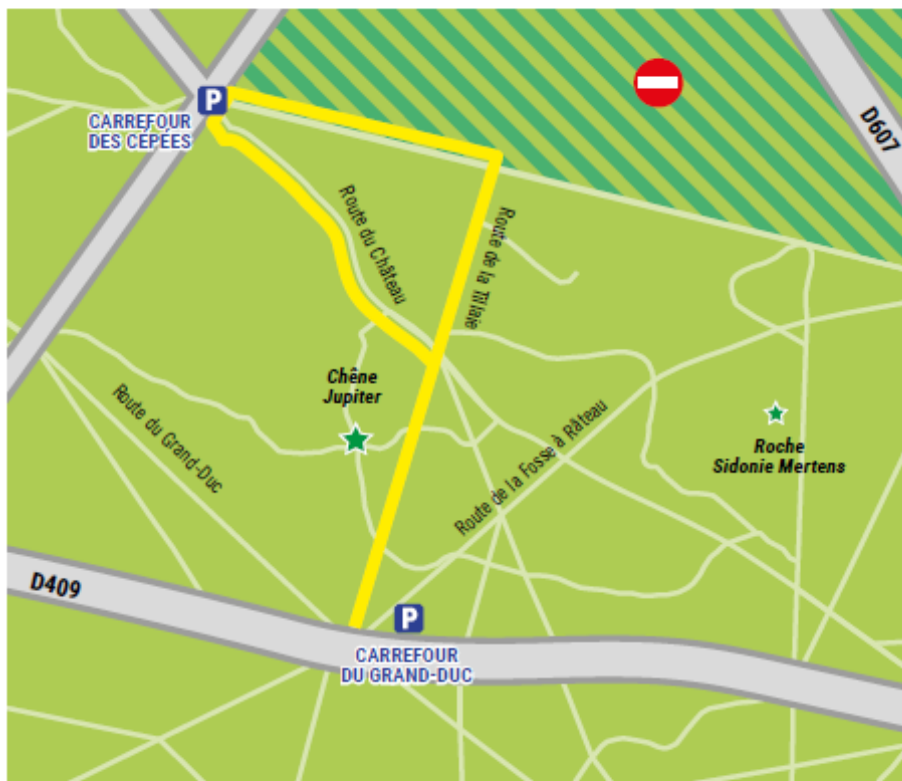 P
CARREFOUR
DES CÉPÉES
D607
Route du Château
Route de la Tillaie
Chêne
Jupiter
Route du Grand-Duc
Route de la Fosse à Râteau
Roche
Sidonie Mertens
D409
P
CARREFOUR
DU GRAND-DUC